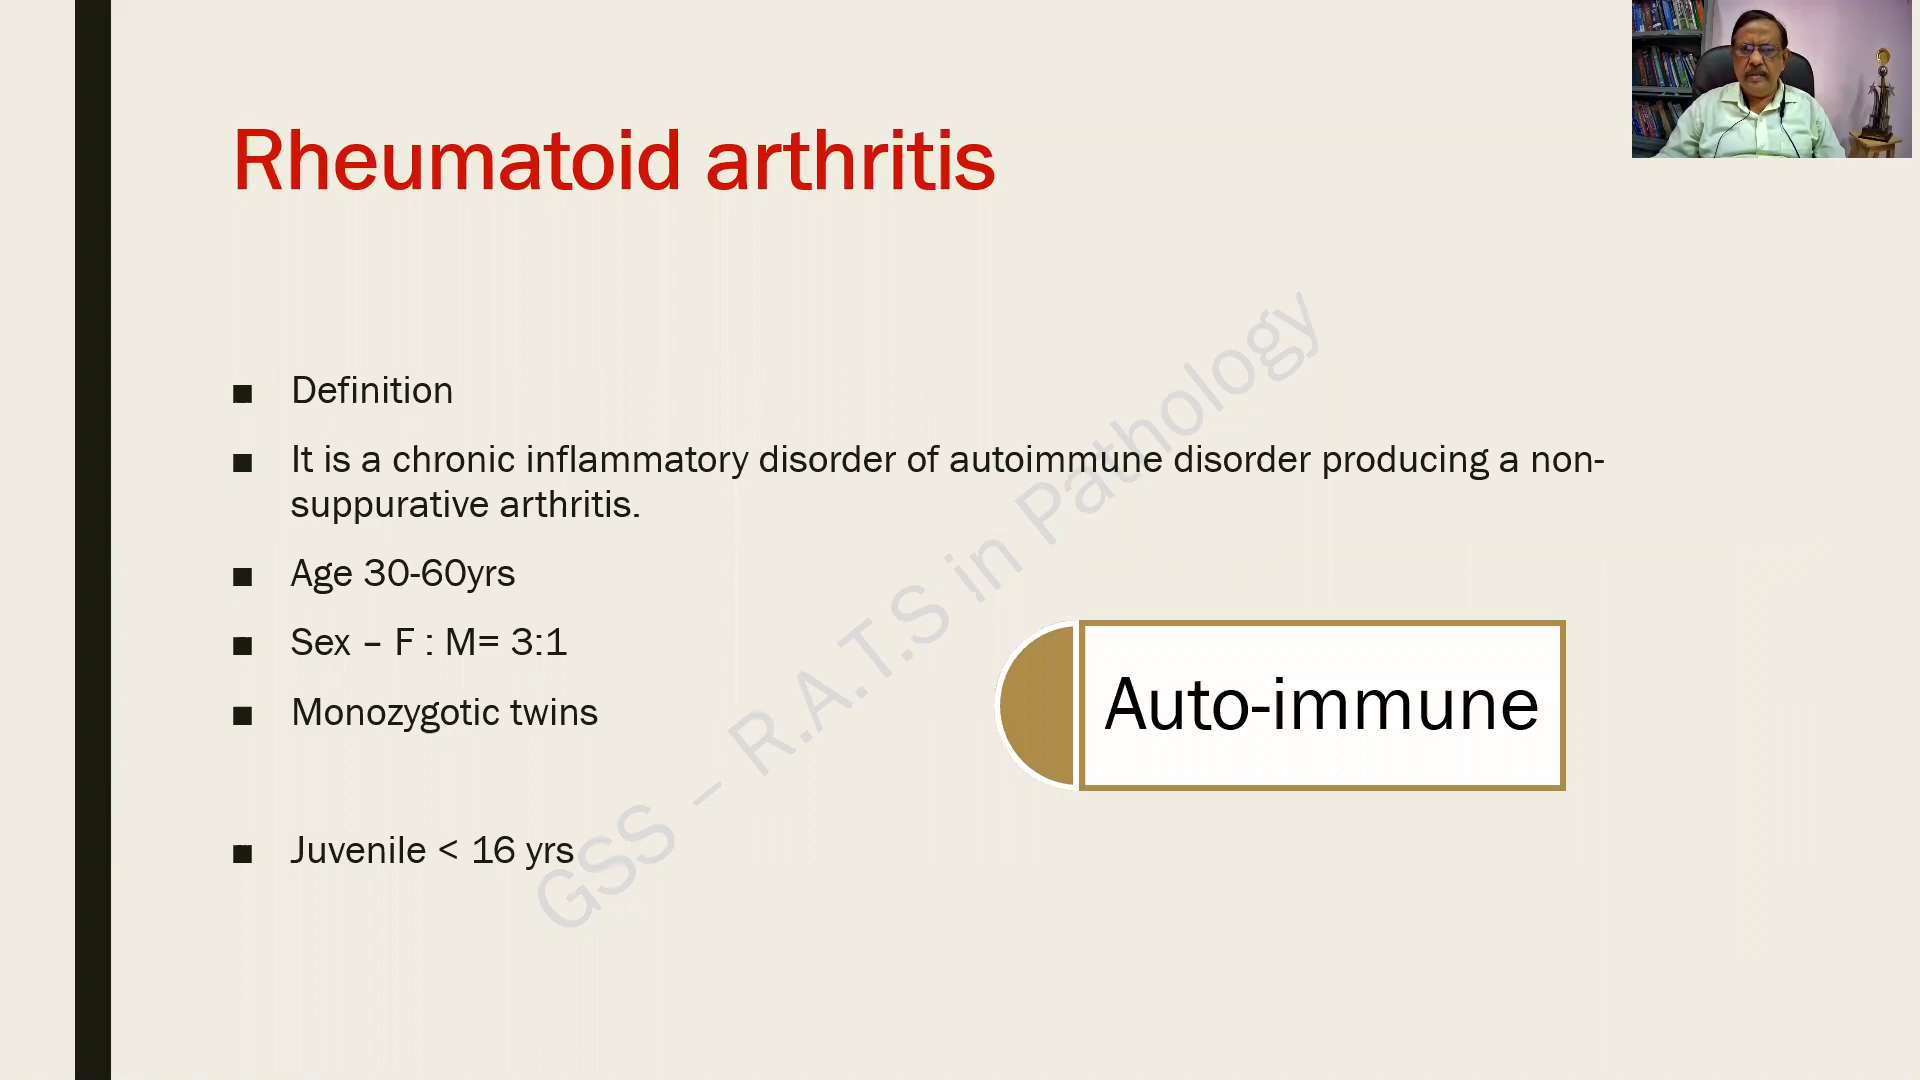 Rheumatoid arthritis
■ Definition
■ It is a chronic inflammatory disorder of autoimmune disorder producing a non-
suppurative arthritis.
■ Age 30-60yrs
■ Sex – F : M= 3:1
■ Monozygotic twins
■ Juvenile < 16 yrs
Auto-immune
GSS – R.A.T.S in Pathology